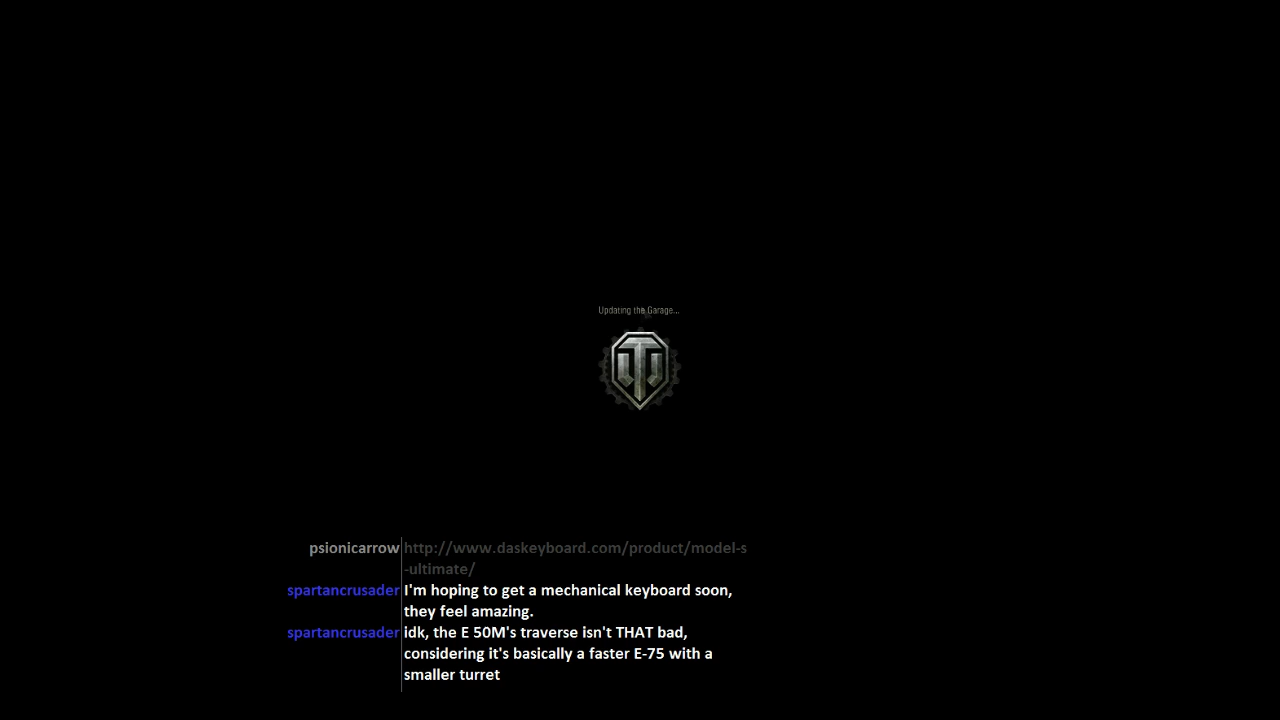 Updating the Garage...
psionicarrow http://www.daskeyboard.com/product/model-s
-ultimate/
spartancrusader I'm hoping to get a mechanical keyboard soon,
they feel amazing.
spartancrusader idk, the E 50M's traverse isn't THAT bad,
considering it's basically a faster E-75 with a
smaller turret